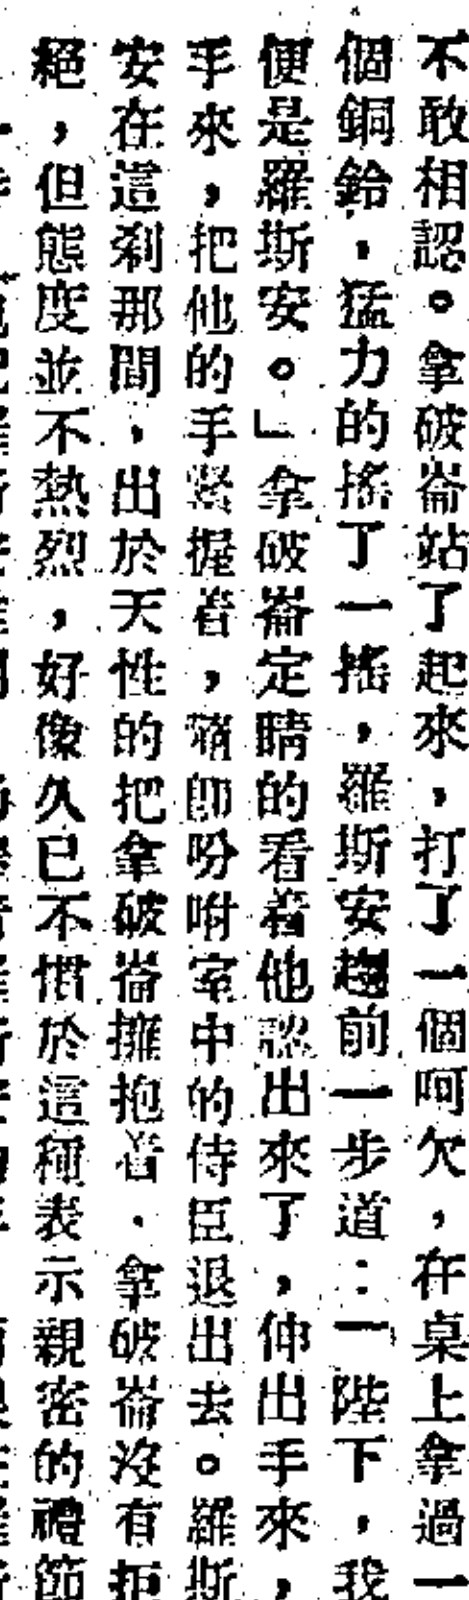 不敢相認。拿破崙站了起來，打了一個呵欠，在桌上拿過一
個銅鈴，猛力的搖了一搖，羅斯安趨前一步道：「陛下，我
便是羅斯安。」拿破崙定睛的看着他認出來了，伸出手來，
手來，把他的手緊握着，隨即吩咐室中的侍臣退出去。羅斯
安在這剎那間，出於天性的把拿破崙擁抱着．拿破崙沒有拒
絕，但態度並不熱烈，好像久已不慣於這種表示親密的禮節